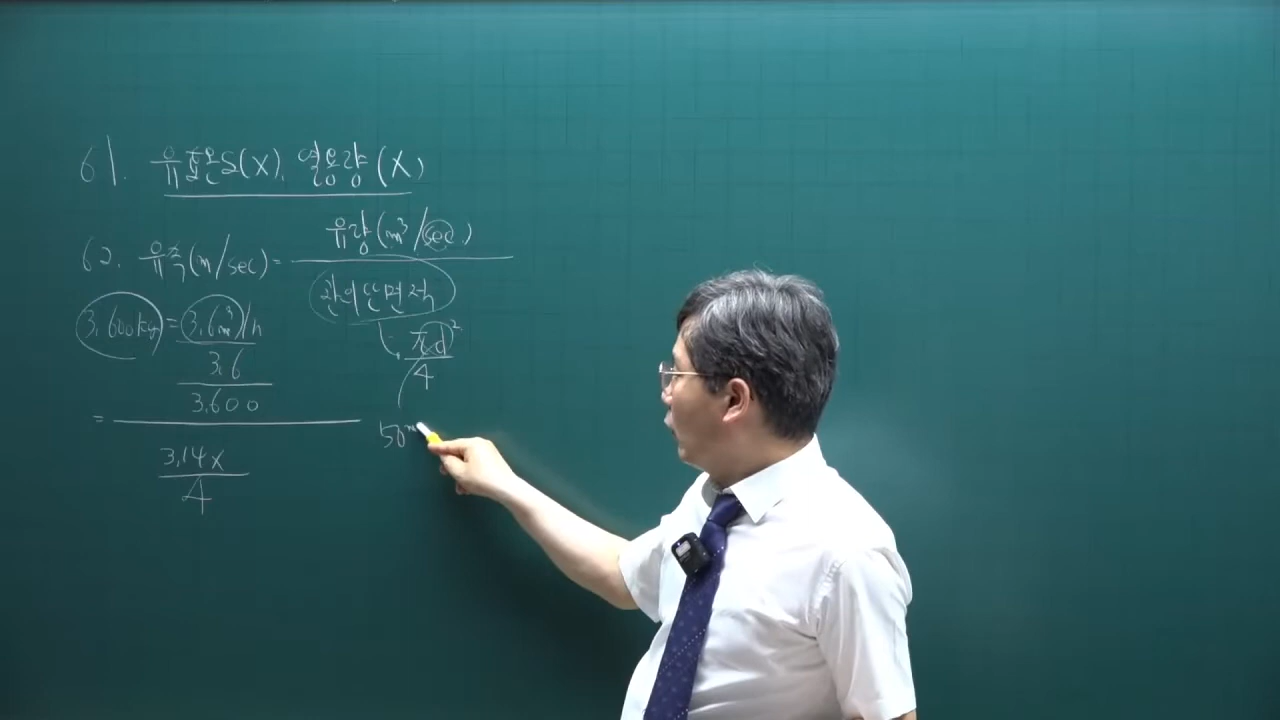 61. 유효온도(X), 열용량(X)
62. 유속(m/sec) = 유량(m³/sec)
관의 단면적
3,600kg = 3.6m³/h
πd²
3.6
4
3,600
=
50m
3.14x
4